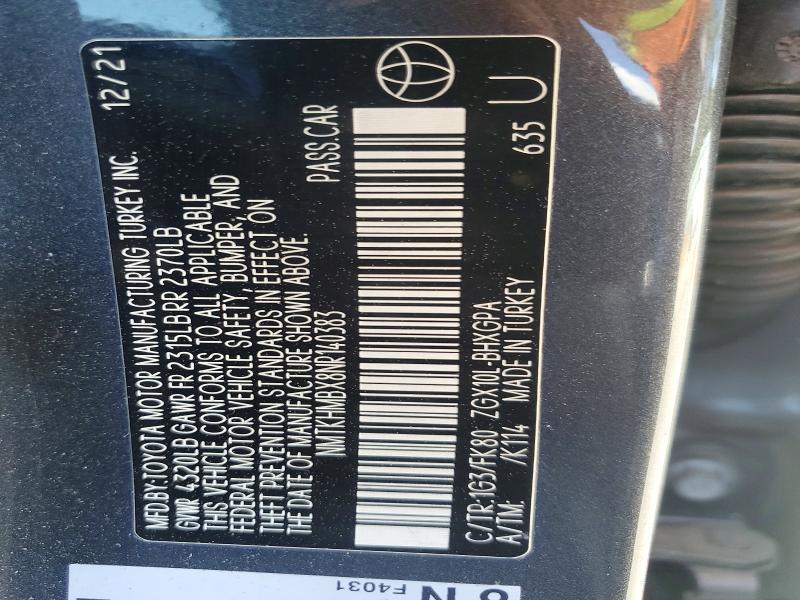 MFD.BY:TOYOTA MOTOR MANUFACTURING TURKEY INC. 12/21
GVWR 4320LB GAWR FR 2315LB RR 2370LB
THIS VEHICLE CONFORMS TO ALL APPLICABLE
FEDERAL MOTOR VEHICLE SAFETY, BUMPER, AND
THEFT PREVENTION STANDARDS IN EFFECT ON
THE DATE OF MANUFACTURE SHOWN ABOVE.
NMTKHMBX8NR140383 PASS.CAR
C/TR:1G3/FK80 ZGX10L-BHXGPA
A/TM: /K114 MADE IN TURKEY 635 U
F4031